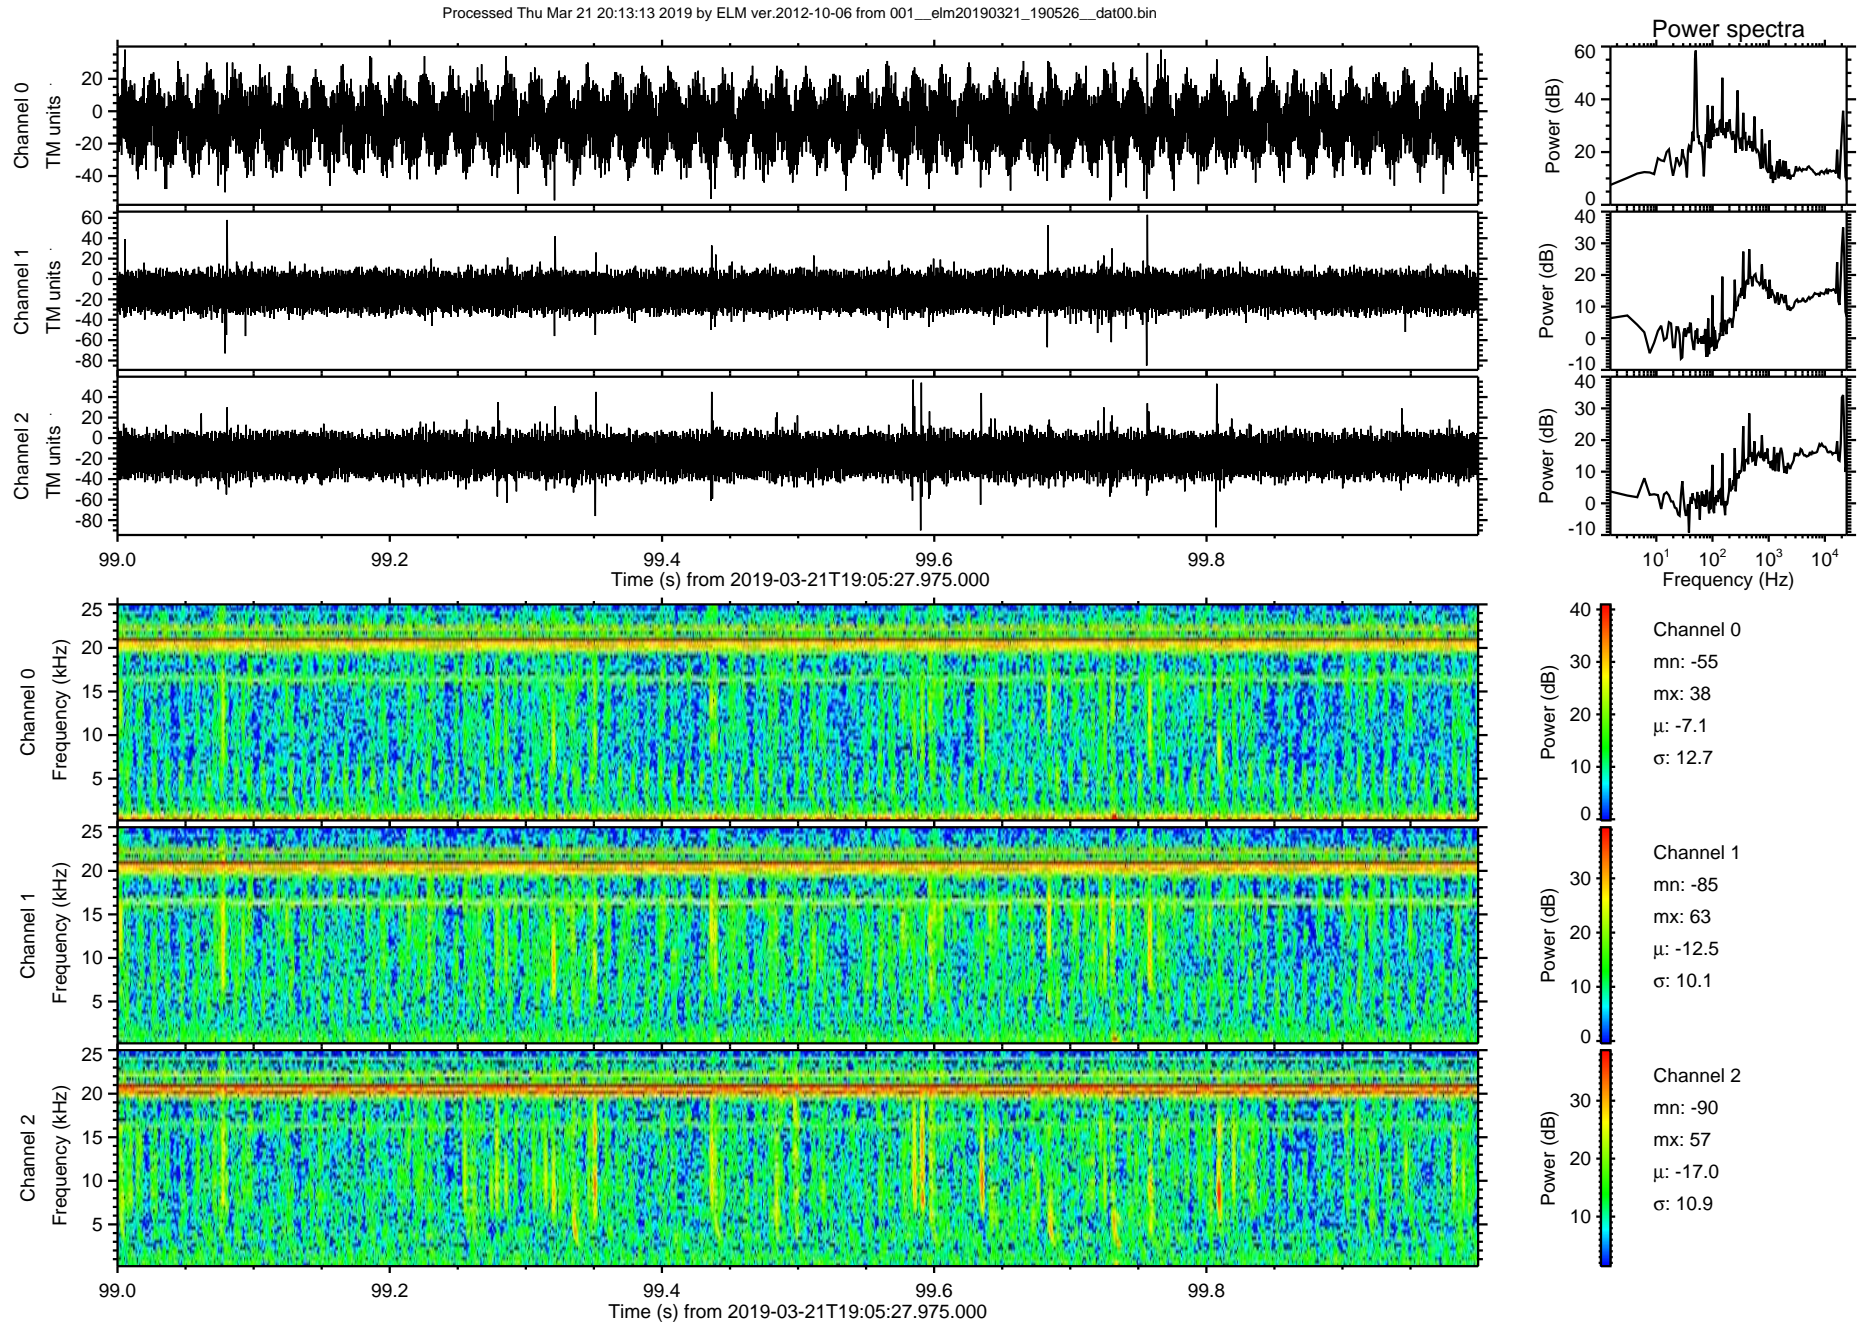 Processed Thu Mar 21 20:13:13 2019 by ELM ver.2012-10-06 from 001__elm20190321_190526__dat00.bin
Power spectra
Channel 0
TM units
20
0
-20
-40
Power (dB)
60
40
20
0
Channel 1
TM units
60
40
20
0
-20
-40
-60
-80
Power (dB)
40
30
20
10
0
-10
Channel 2
TM units
40
20
0
-20
-40
-60
-80
Power (dB)
40
30
20
10
0
-10
99.0 99.2 99.4 99.6 99.8
Time (s) from 2019-03-21T19:05:27.975.000
10^1 10^2 10^3 10^4
Frequency (Hz)
Channel 0
Frequency (kHz)
25
20
15
10
5
Power (dB)
40
30
20
10
0
Channel 0
mn: -55
mx: 38
μ: -7.1
σ: 12.7
Channel 1
Frequency (kHz)
25
20
15
10
5
Power (dB)
30
20
10
0
Channel 1
mn: -85
mx: 63
μ: -12.5
σ: 10.1
Channel 2
Frequency (kHz)
25
20
15
10
5
Power (dB)
30
20
10
Channel 2
mn: -90
mx: 57
μ: -17.0
σ: 10.9
99.0 99.2 99.4 99.6 99.8
Time (s) from 2019-03-21T19:05:27.975.000